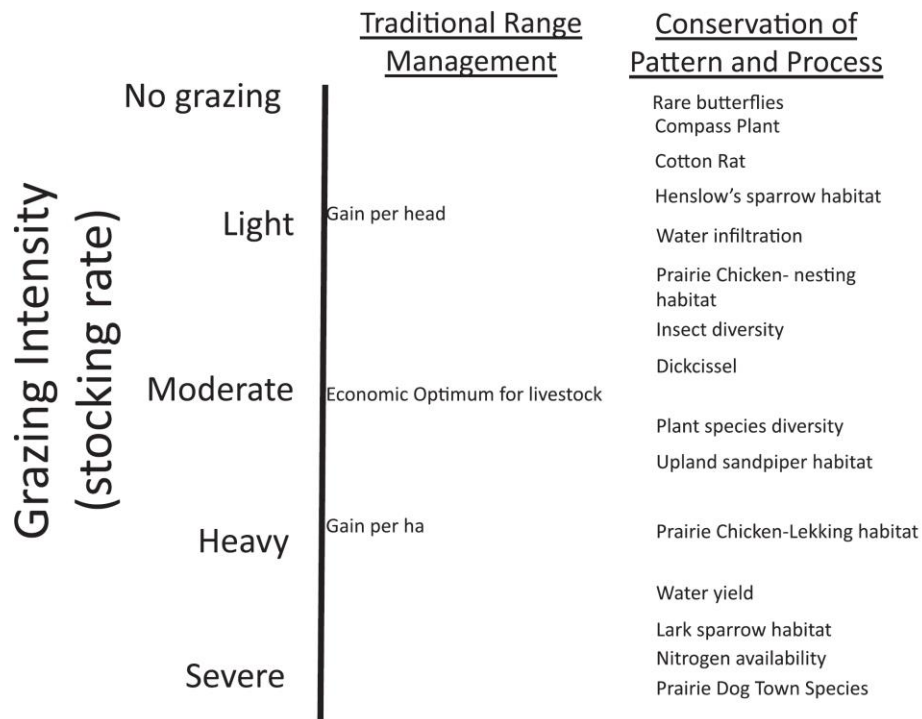 Traditional Range
Management
Conservation of
Pattern and Process
Grazing Intensity
(stocking rate)
No grazing
Light
Moderate
Heavy
Severe
Gain per head
Economic Optimum for livestock
Gain per ha
Rare butterflies
Compass Plant
Cotton Rat
Henslow's sparrow habitat
Water infiltration
Prairie Chicken- nesting
habitat
Insect diversity
Dickcissel
Plant species diversity
Upland sandpiper habitat
Prairie Chicken-Lekking habitat
Water yield
Lark sparrow habitat
Nitrogen availability
Prairie Dog Town Species